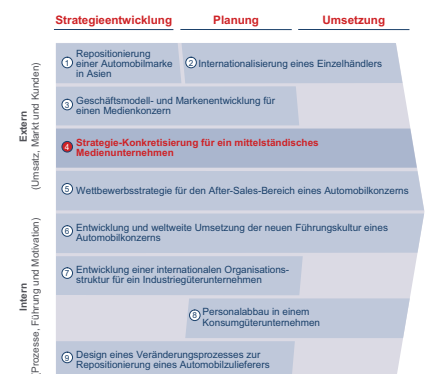 Strategieentwicklung Planung Umsetzung
Extern
(Umsatz, Markt und Kunden)
1 Repositionierung
einer Automobilmarke
in Asien
2 Internationalisierung eines Einzelhändlers
3 Geschäftsmodell- und Markenentwicklung für
einen Medienkonzern
4 Strategie-Konkretisierung für ein mittelständisches
Medienunternehmen
5 Wettbewerbsstrategie für den After-Sales-Bereich eines Automobilkonzerns
Intern
(Prozesse, Führung und Motivation)
6 Entwicklung und weltweite Umsetzung der neuen Führungskultur eines
Automobilkonzerns
7 Entwicklung einer internationalen Organisations-
struktur für ein Industriegüterunternehmen
8 Personalabbau in einem
Konsumgüterunternehmen
9 Design eines Veränderungsprozesses zur
Repositionierung eines Automobilzulieferers